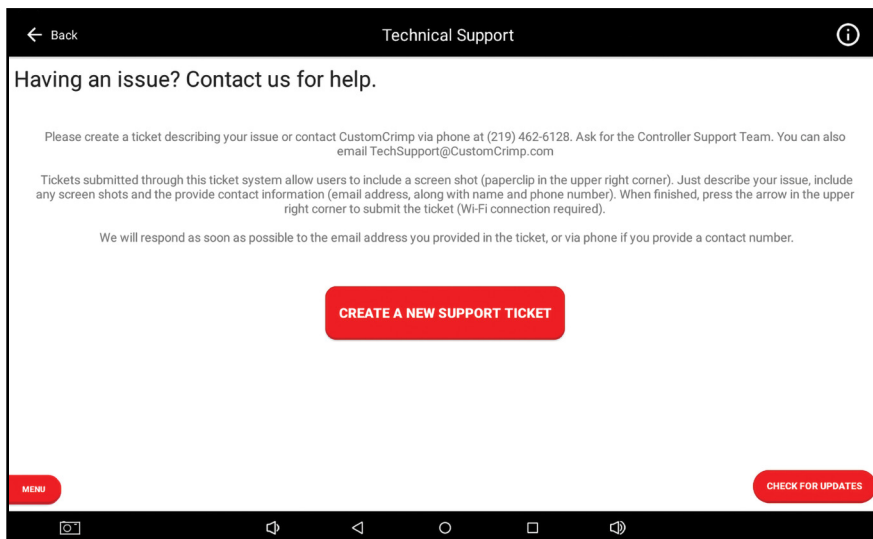 Back
Technical Support
Having an issue? Contact us for help.
Please create a ticket describing your issue or contact CustomCrimp via phone at (219) 462-6128. Ask for the Controller Support Team. You can also
email TechSupport@CustomCrimp.com
Tickets submitted through this ticket system allow users to include a screen shot (paperclip in the upper right corner). Just describe your issue, include
any screen shots and the provide contact information (email address, along with name and phone number). When finished, press the arrow in the upper
right corner to submit the ticket (Wi-Fi connection required).
We will respond as soon as possible to the email address you provided in the ticket, or via phone if you provide a contact number.
CREATE A NEW SUPPORT TICKET
MENU
CHECK FOR UPDATES